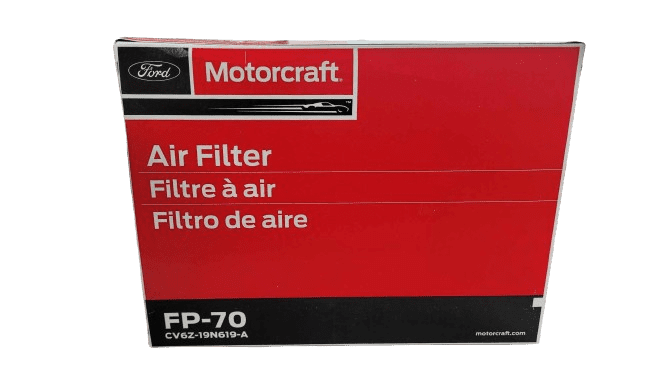 Ford
Motorcraft®
Air Filter
Filtre à air
Filtro de aire
FP-70
CV6Z-19N619-A
motorcraft.com